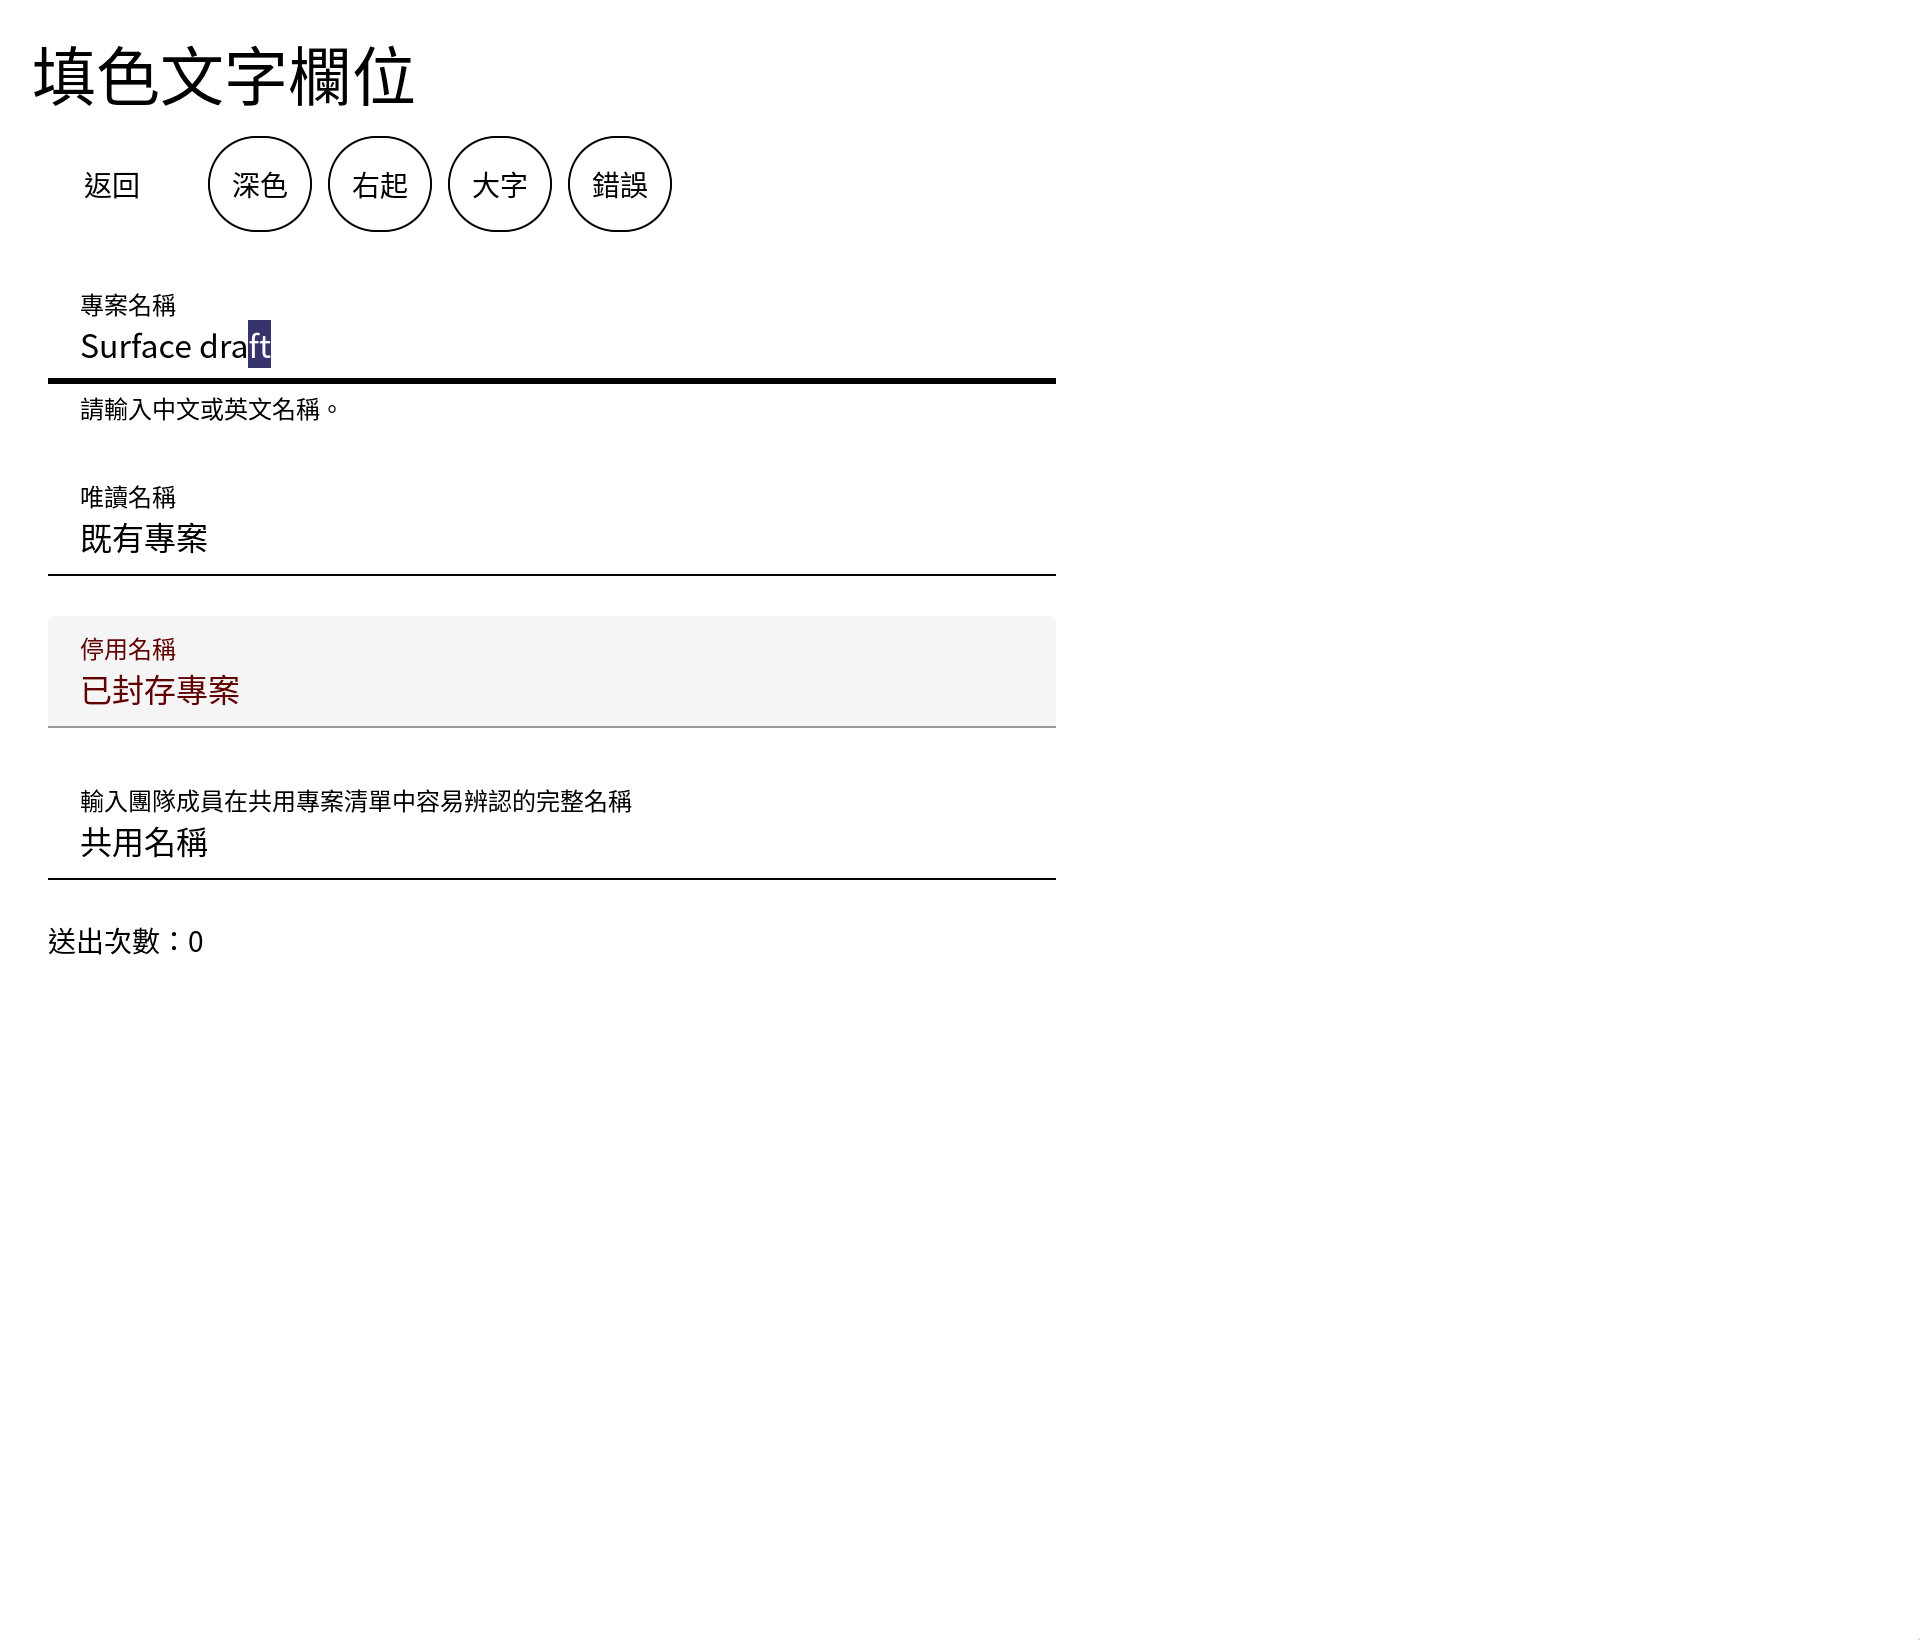 填色文字欄位
返回 深色 右起 大字 錯誤
專案名稱
Surface draft
請輸入中文或英文名稱。
唯讀名稱
既有專案
停用名稱
已封存專案
輸入團隊成員在共用專案清單中容易辨認的完整名稱
共用名稱
送出次數：0